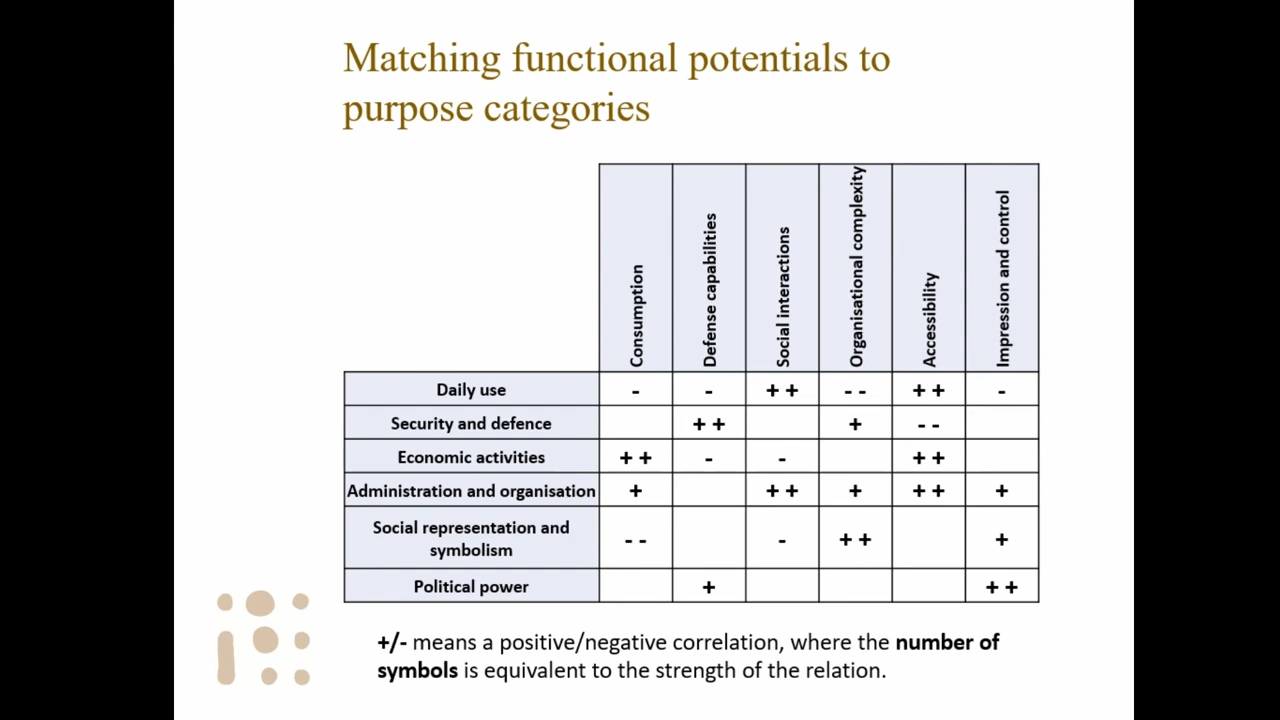 Matching functional potentials to
purpose categories
Consumption
Defense capabilities
Social interactions
Organisational complexity
Accessibility
Impression and control
Daily use - - ++ -- ++ -
Security and defence ++ + --
Economic activities ++ - - ++
Administration and organisation + ++ + ++ +
Social representation and
symbolism -- - ++ +
Political power + ++
+/- means a positive/negative correlation, where the number of
symbols is equivalent to the strength of the relation.